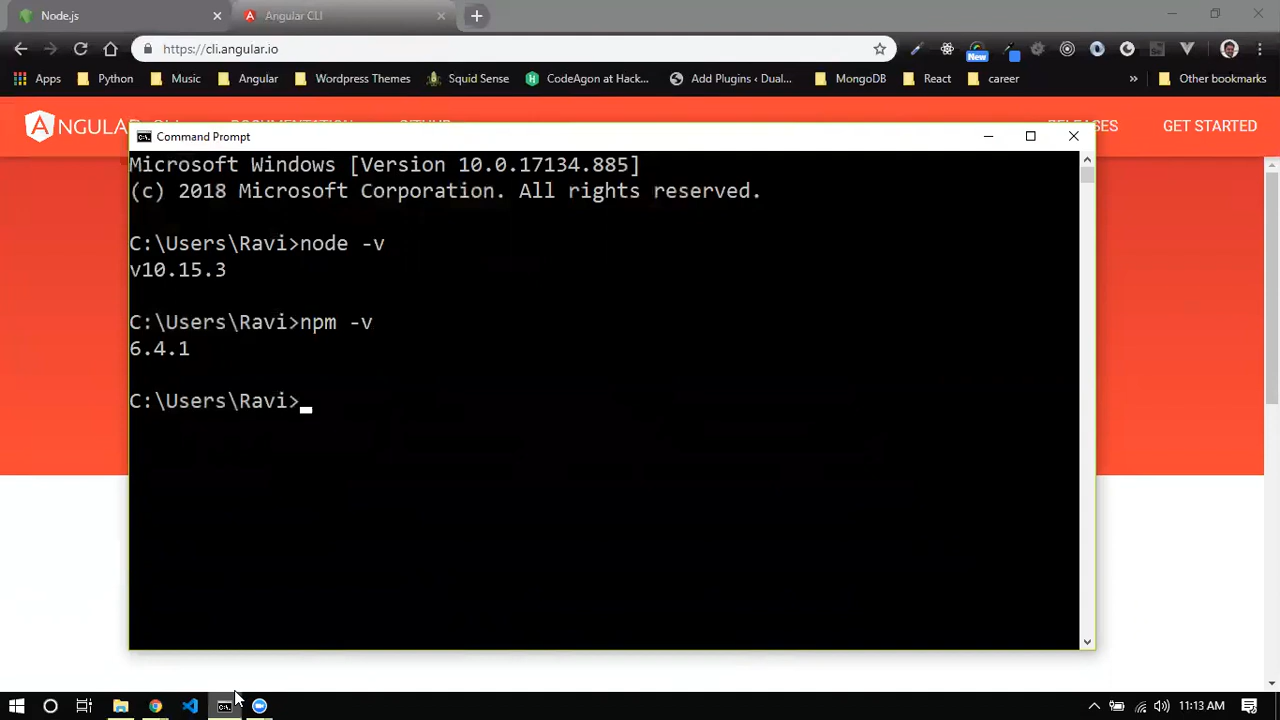 Node.js
Angular CLI
https://cli.angular.io
New
Apps Python Music Angular Wordpress Themes Squid Sense CodeAgon at Hack... Add Plugins ‹ Dual... MongoDB React career » Other bookmarks
NGULA RELEASES GET STARTED
Command Prompt
Microsoft Windows [Version 10.0.17134.885]
(c) 2018 Microsoft Corporation. All rights reserved.
C:\Users\Ravi>node -v
v10.15.3
C:\Users\Ravi>npm -v
6.4.1
C:\Users\Ravi>
11:13 AM